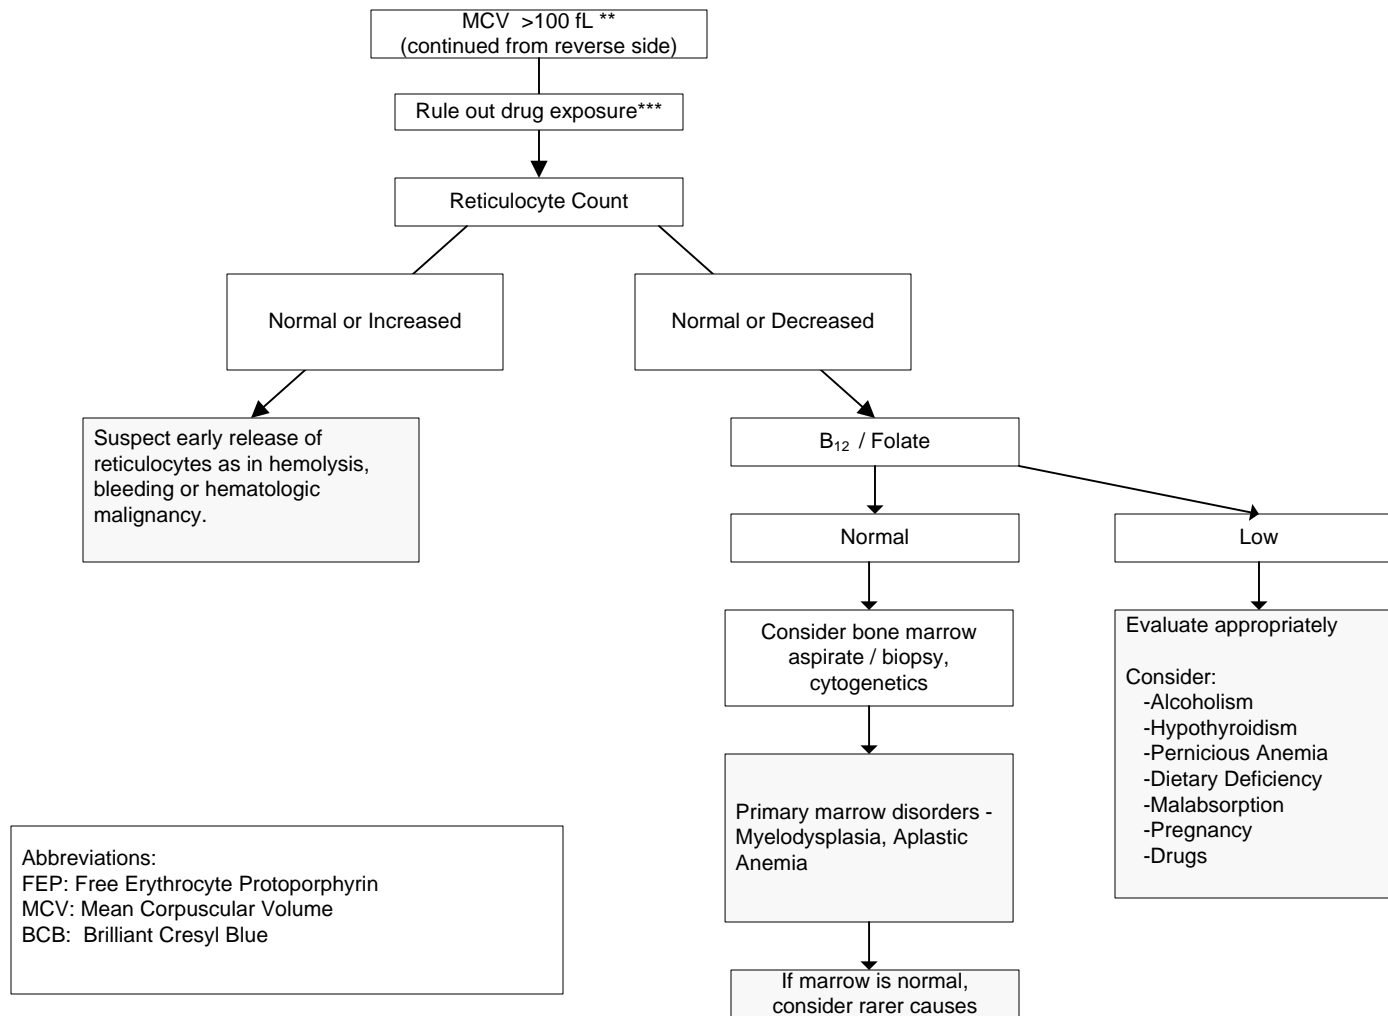 MCV >100 fL **
(continued from reverse side)
Rule out drug exposure***
Reticulocyte Count
Normal or Increased
Normal or Decreased
Suspect early release of
reticulocytes as in hemolysis,
bleeding or hematologic
malignancy.
B₁₂ / Folate
Normal
Low
Consider bone marrow
aspirate / biopsy,
cytogenetics
Evaluate appropriately
Consider:
-Alcoholism
-Hypothyroidism
-Pernicious Anemia
-Dietary Deficiency
-Malabsorption
-Pregnancy
-Drugs
Primary marrow disorders -
Myelodysplasia, Aplastic
Anemia
Abbreviations:
FEP: Free Erythrocyte Protoporphyrin
MCV: Mean Corpuscular Volume
BCB: Brilliant Cresyl Blue
If marrow is normal,
consider rarer causes